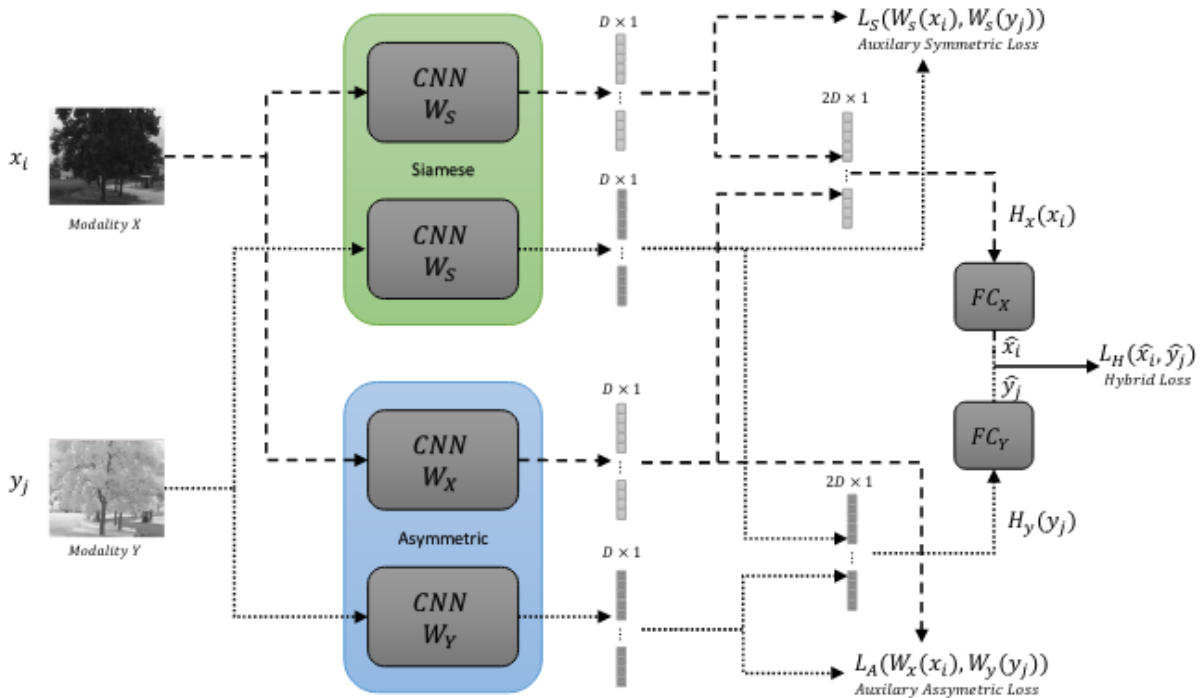 D × 1
L_S(W_s(x_i), W_s(y_j))
Auxilary Symmetric Loss
CNN
W_S
2D × 1
x_i
Modality X
Siamese
D × 1
CNN
W_S
H_x(x_i)
FC_X
x̂_i
L_H(x̂_i, ŷ_j)
Hybrid Loss
ŷ_j
D × 1
CNN
W_X
FC_Y
y_j
Modality Y
2D × 1
H_y(y_j)
Asymmetric
D × 1
CNN
W_Y
L_A(W_x(x_i), W_y(y_j))
Auxilary Assymetric Loss